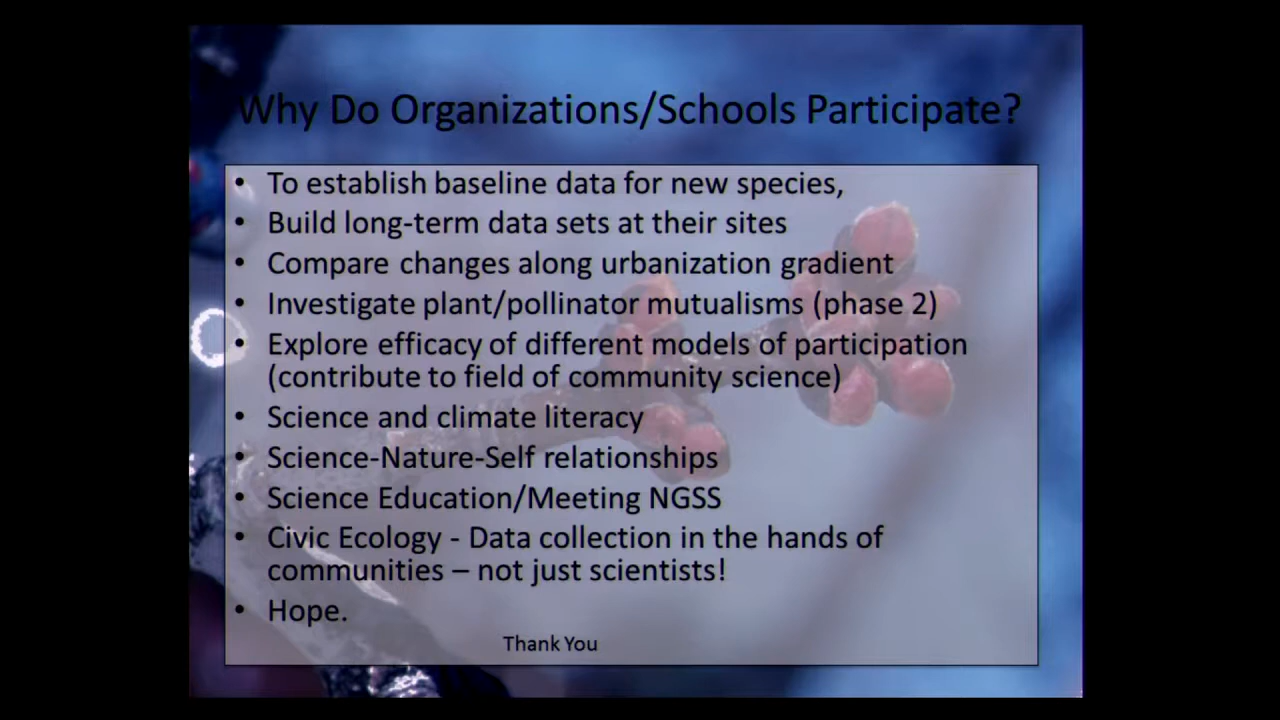 Why Do Organizations/Schools Participate?
• To establish baseline data for new species,
• Build long-term data sets at their sites
• Compare changes along urbanization gradient
• Investigate plant/pollinator mutualisms (phase 2)
• Explore efficacy of different models of participation
(contribute to field of community science)
• Science and climate literacy
• Science-Nature-Self relationships
• Science Education/Meeting NGSS
• Civic Ecology - Data collection in the hands of
communities – not just scientists!
• Hope.
Thank You